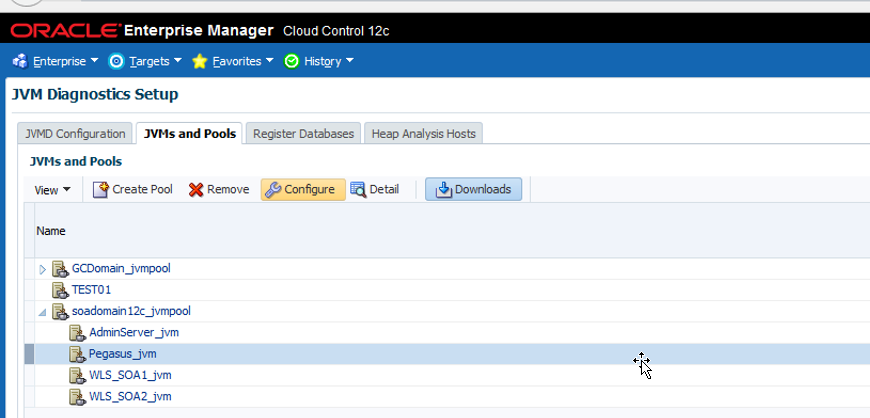 ORACLE Enterprise Manager Cloud Control 12c
Enterprise Targets Favorites History
JVM Diagnostics Setup
JVMD Configuration JVMs and Pools Register Databases Heap Analysis Hosts
JVMs and Pools
View Create Pool Remove Configure Detail Downloads
Name
GCDomain_jvmpool
TEST01
soadomain12c_jvmpool
AdminServer_jvm
Pegasus_jvm
WLS_SOA1_jvm
WLS_SOA2_jvm